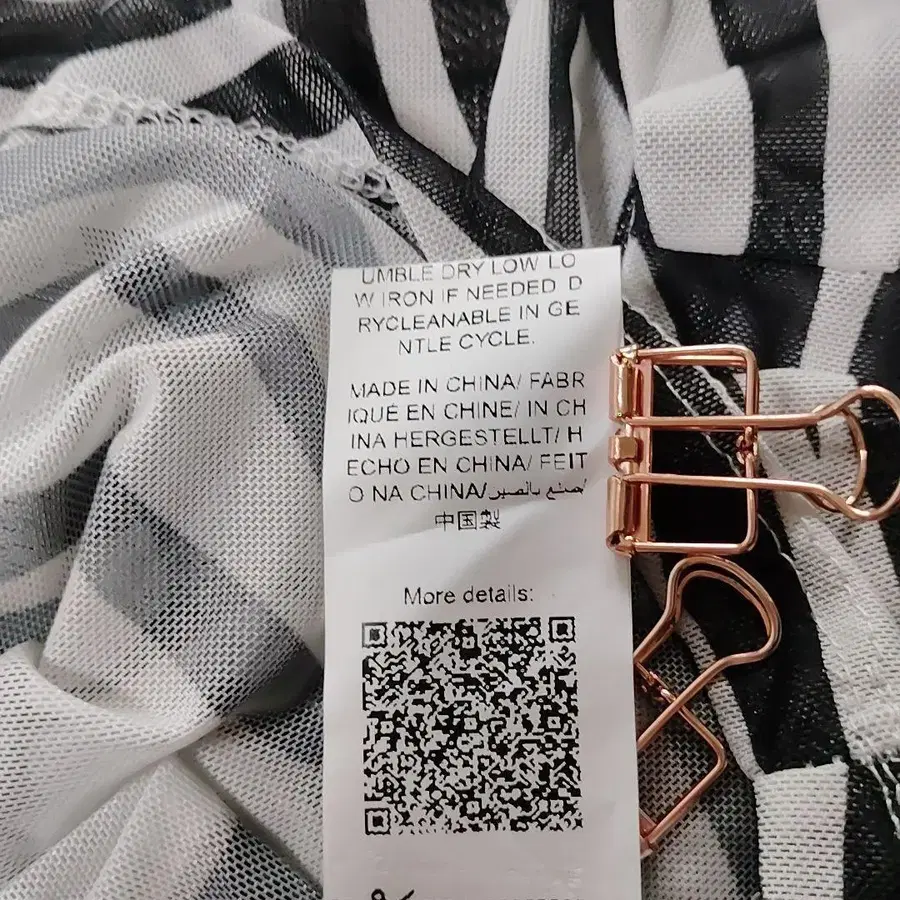 UMBLE DRY LOW LO
W IRON IF NEEDED D
RYCLEANABLE IN GE
NTLE CYCLE.
MADE IN CHINA/ FABR
IQUÉ EN CHINE/ IN CH
INA HERGESTELLT/ H
ECHO EN CHINA/ FEIT
O NA CHINA/صنع بالصين/
中国製
More details: